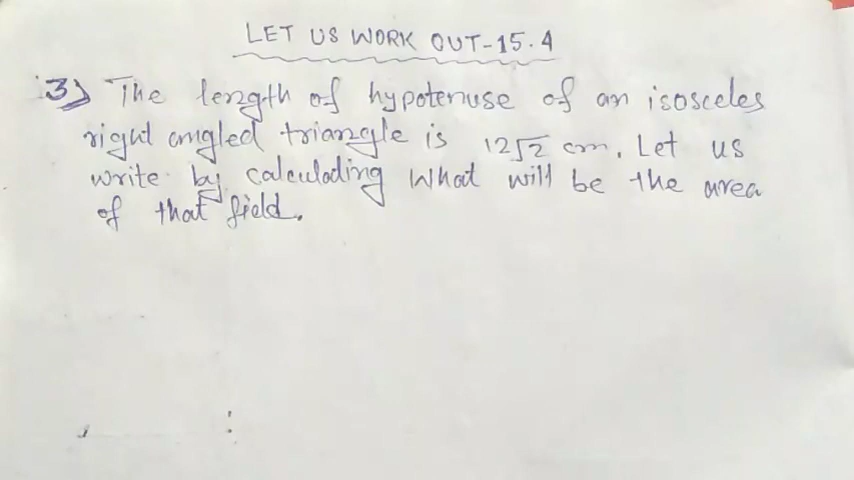 LET US WORK OUT-15.4
3) The length of hypotenuse of an isosceles
right angled triangle is 12√2 cm. Let us
write by calculating What will be the area
of that field.